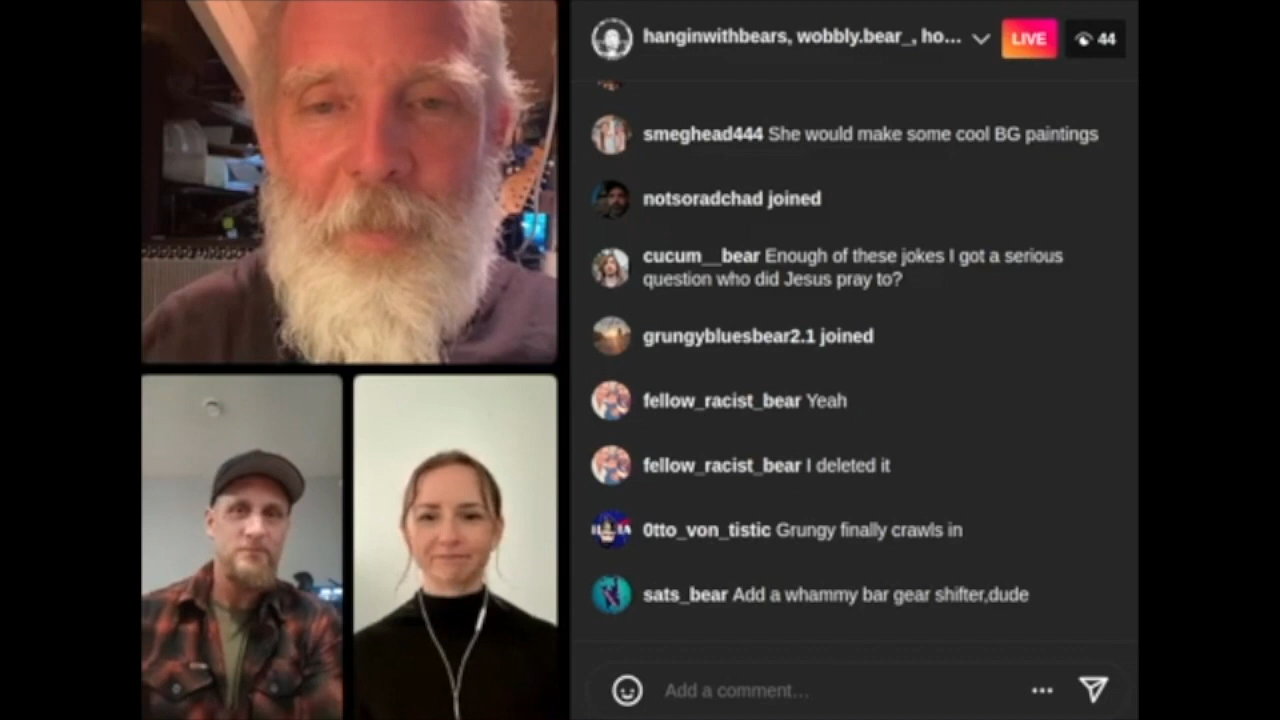 hanginwithbears, wobbly.bear_, ho...
LIVE
44
smeghead444 She would make some cool BG paintings
notsoradchad joined
cucum__bear Enough of these jokes I got a serious
question who did Jesus pray to?
grungybluesbear2.1 joined
fellow_racist_bear Yeah
fellow_racist_bear I deleted it
0tto_von_tistic Grungy finally crawls in
sats_bear Add a whammy bar gear shifter,dude
Add a comment...